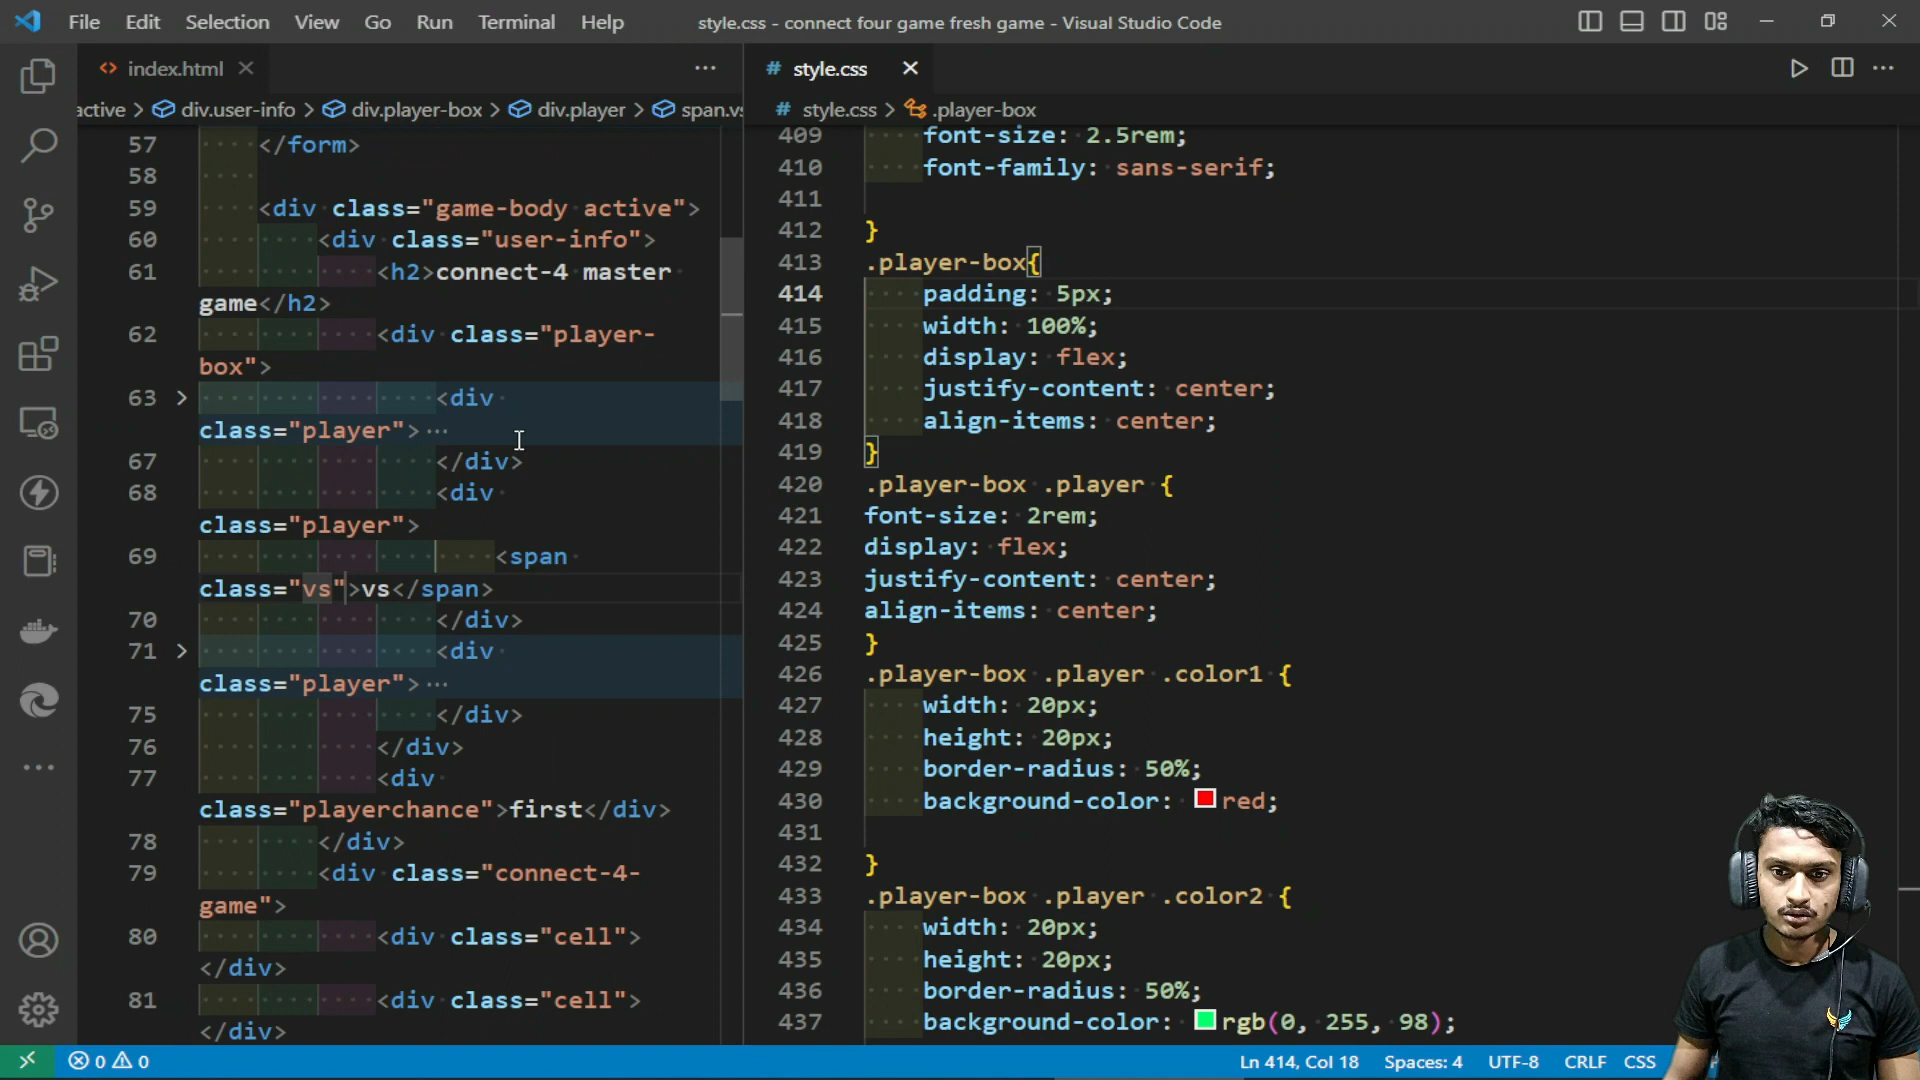 File Edit Selection View Go Run Terminal Help
style.css - connect four game fresh game - Visual Studio Code
index.html
active > div.user-info > div.player-box > div.player > span.vs
57 </form>
58
59 <div class="game-body active">
60 <div class="user-info">
61 <h2>connect-4 master
game</h2>
62 <div class="player-
box">
63 <div
class="player"> ...
67 </div>
68 <div
class="player">
69 <span
class="vs">vs</span>
70 </div>
71 <div
class="player"> ...
75 </div>
76 </div>
77 <div
class="playerchance">first</div>
78 </div>
79 <div class="connect-4-
game">
80 <div class="cell">
</div>
81 <div class="cell">
</div>
# style.css
# style.css > .player-box
409 font-size: 2.5rem;
410 font-family: sans-serif;
411
412 }
413 .player-box{
414 padding: 5px;
415 width: 100%;
416 display: flex;
417 justify-content: center;
418 align-items: center;
419 }
420 .player-box .player {
421 font-size: 2rem;
422 display: flex;
423 justify-content: center;
424 align-items: center;
425 }
426 .player-box .player .color1 {
427 width: 20px;
428 height: 20px;
429 border-radius: 50%;
430 background-color: red;
431
432 }
433 .player-box .player .color2 {
434 width: 20px;
435 height: 20px;
436 border-radius: 50%;
437 background-color: rgb(0, 255, 98);
0 0
Ln 414, Col 18 Spaces: 4 UTF-8 CRLF CSS